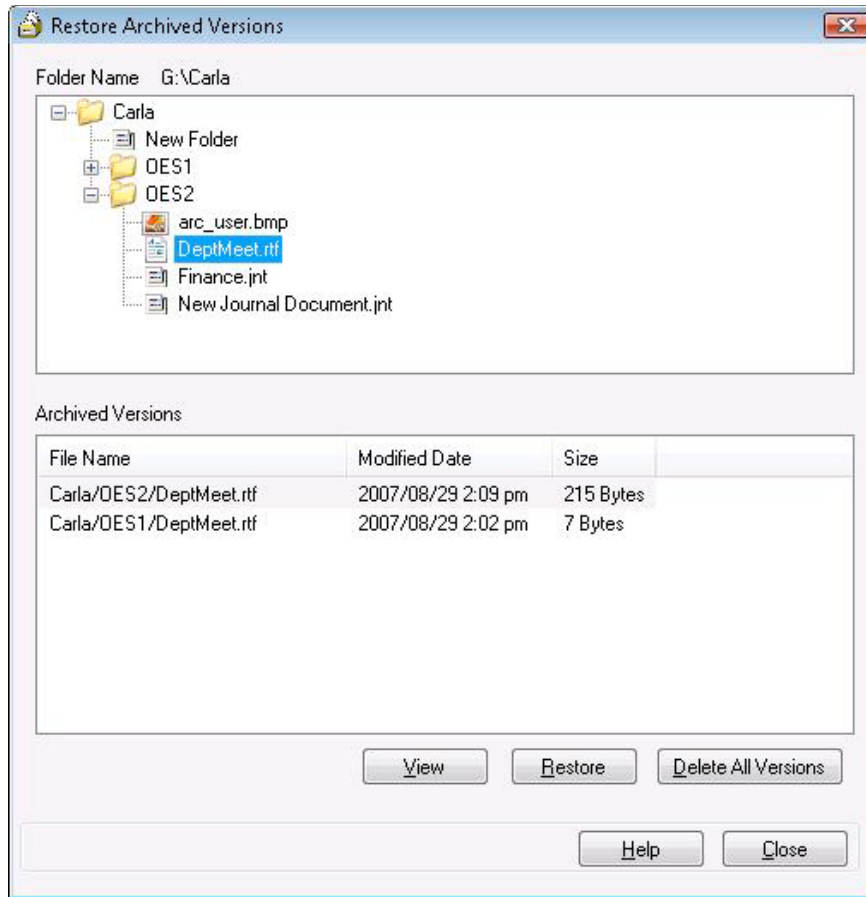 Restore Archived Versions
Folder Name G:\Carla
Carla
New Folder
OES1
OES2
arc_user.bmp
DeptMeet.rtf
Finance.jnt
New Journal Document.jnt
Archived Versions
File Name Modified Date Size
Carla/OES2/DeptMeet.rtf 2007/08/29 2:09 pm 215 Bytes
Carla/OES1/DeptMeet.rtf 2007/08/29 2:02 pm 7 Bytes
View Restore Delete All Versions
Help Close